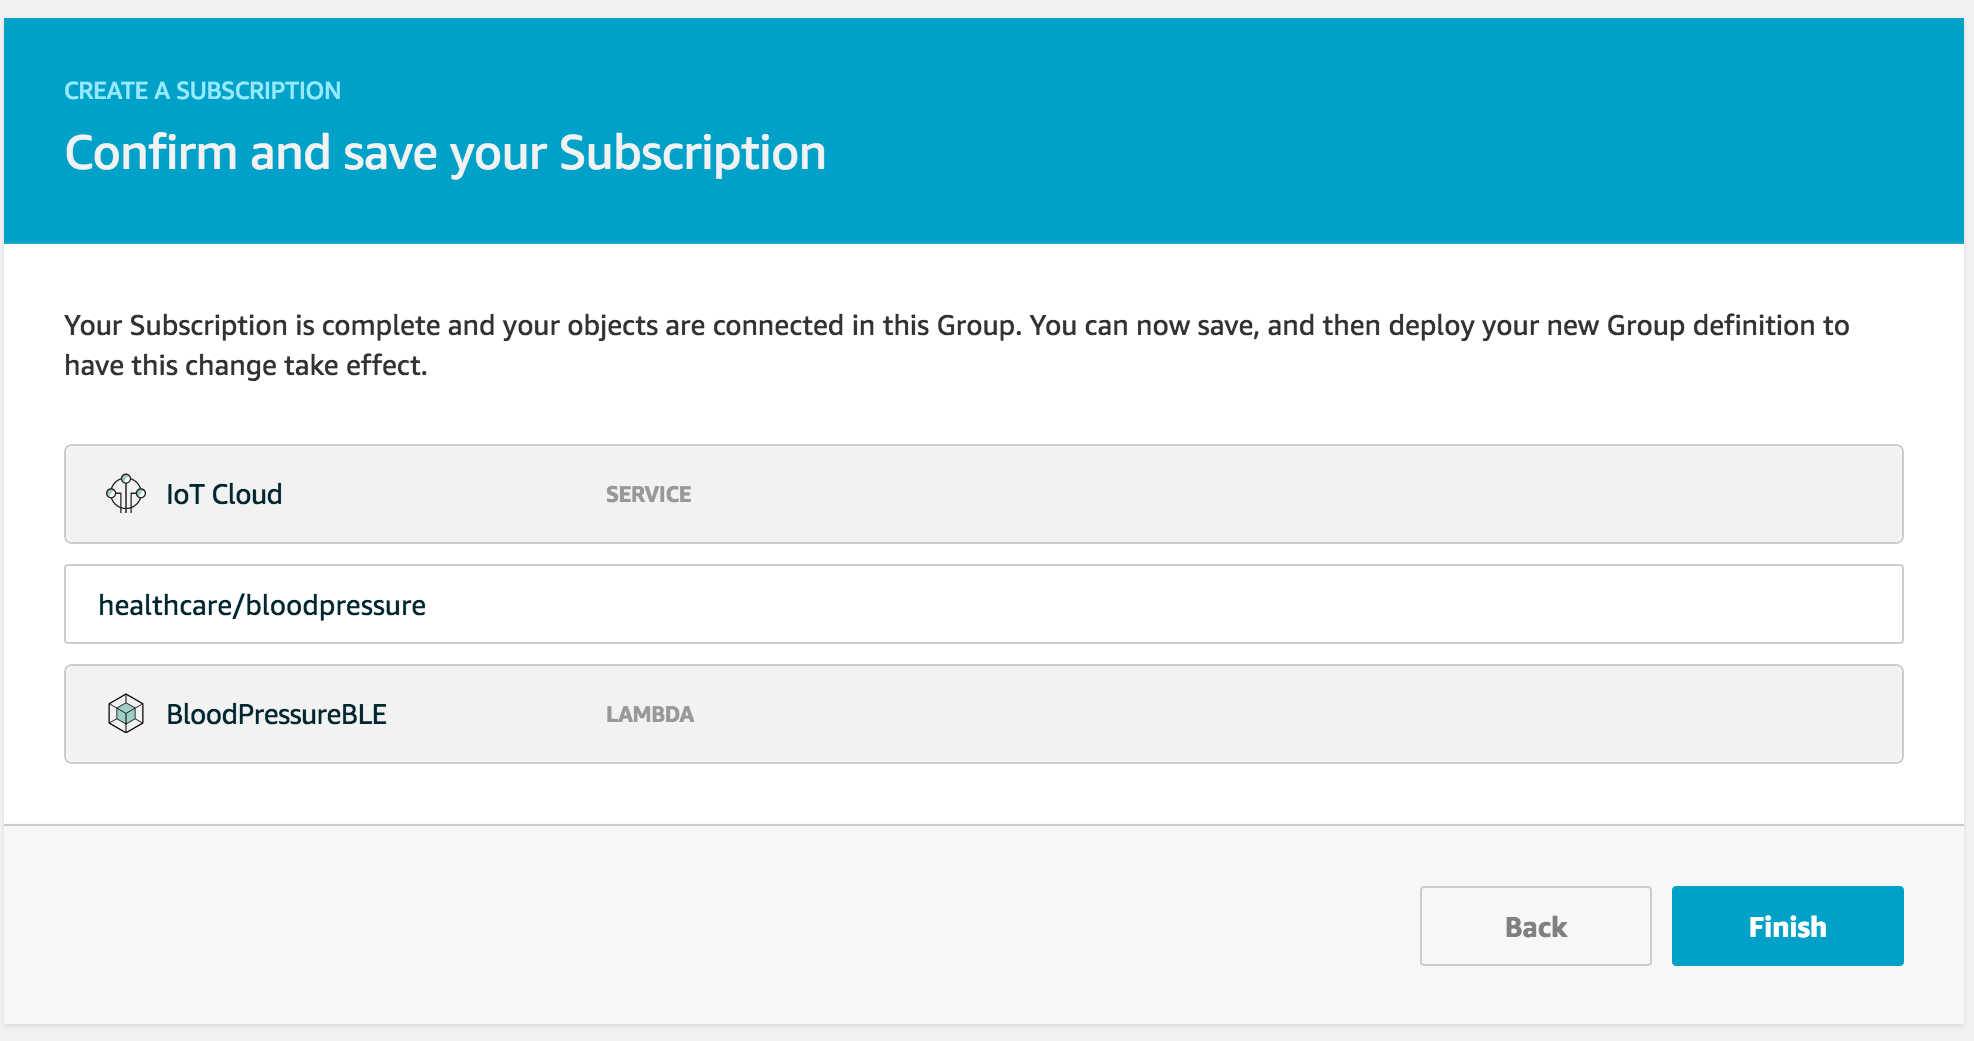 CREATE A SUBSCRIPTION
Confirm and save your Subscription
Your Subscription is complete and your objects are connected in this Group. You can now save, and then deploy your new Group definition to
have this change take effect.
IoT Cloud SERVICE
healthcare/bloodpressure
BloodPressureBLE LAMBDA
Back Finish